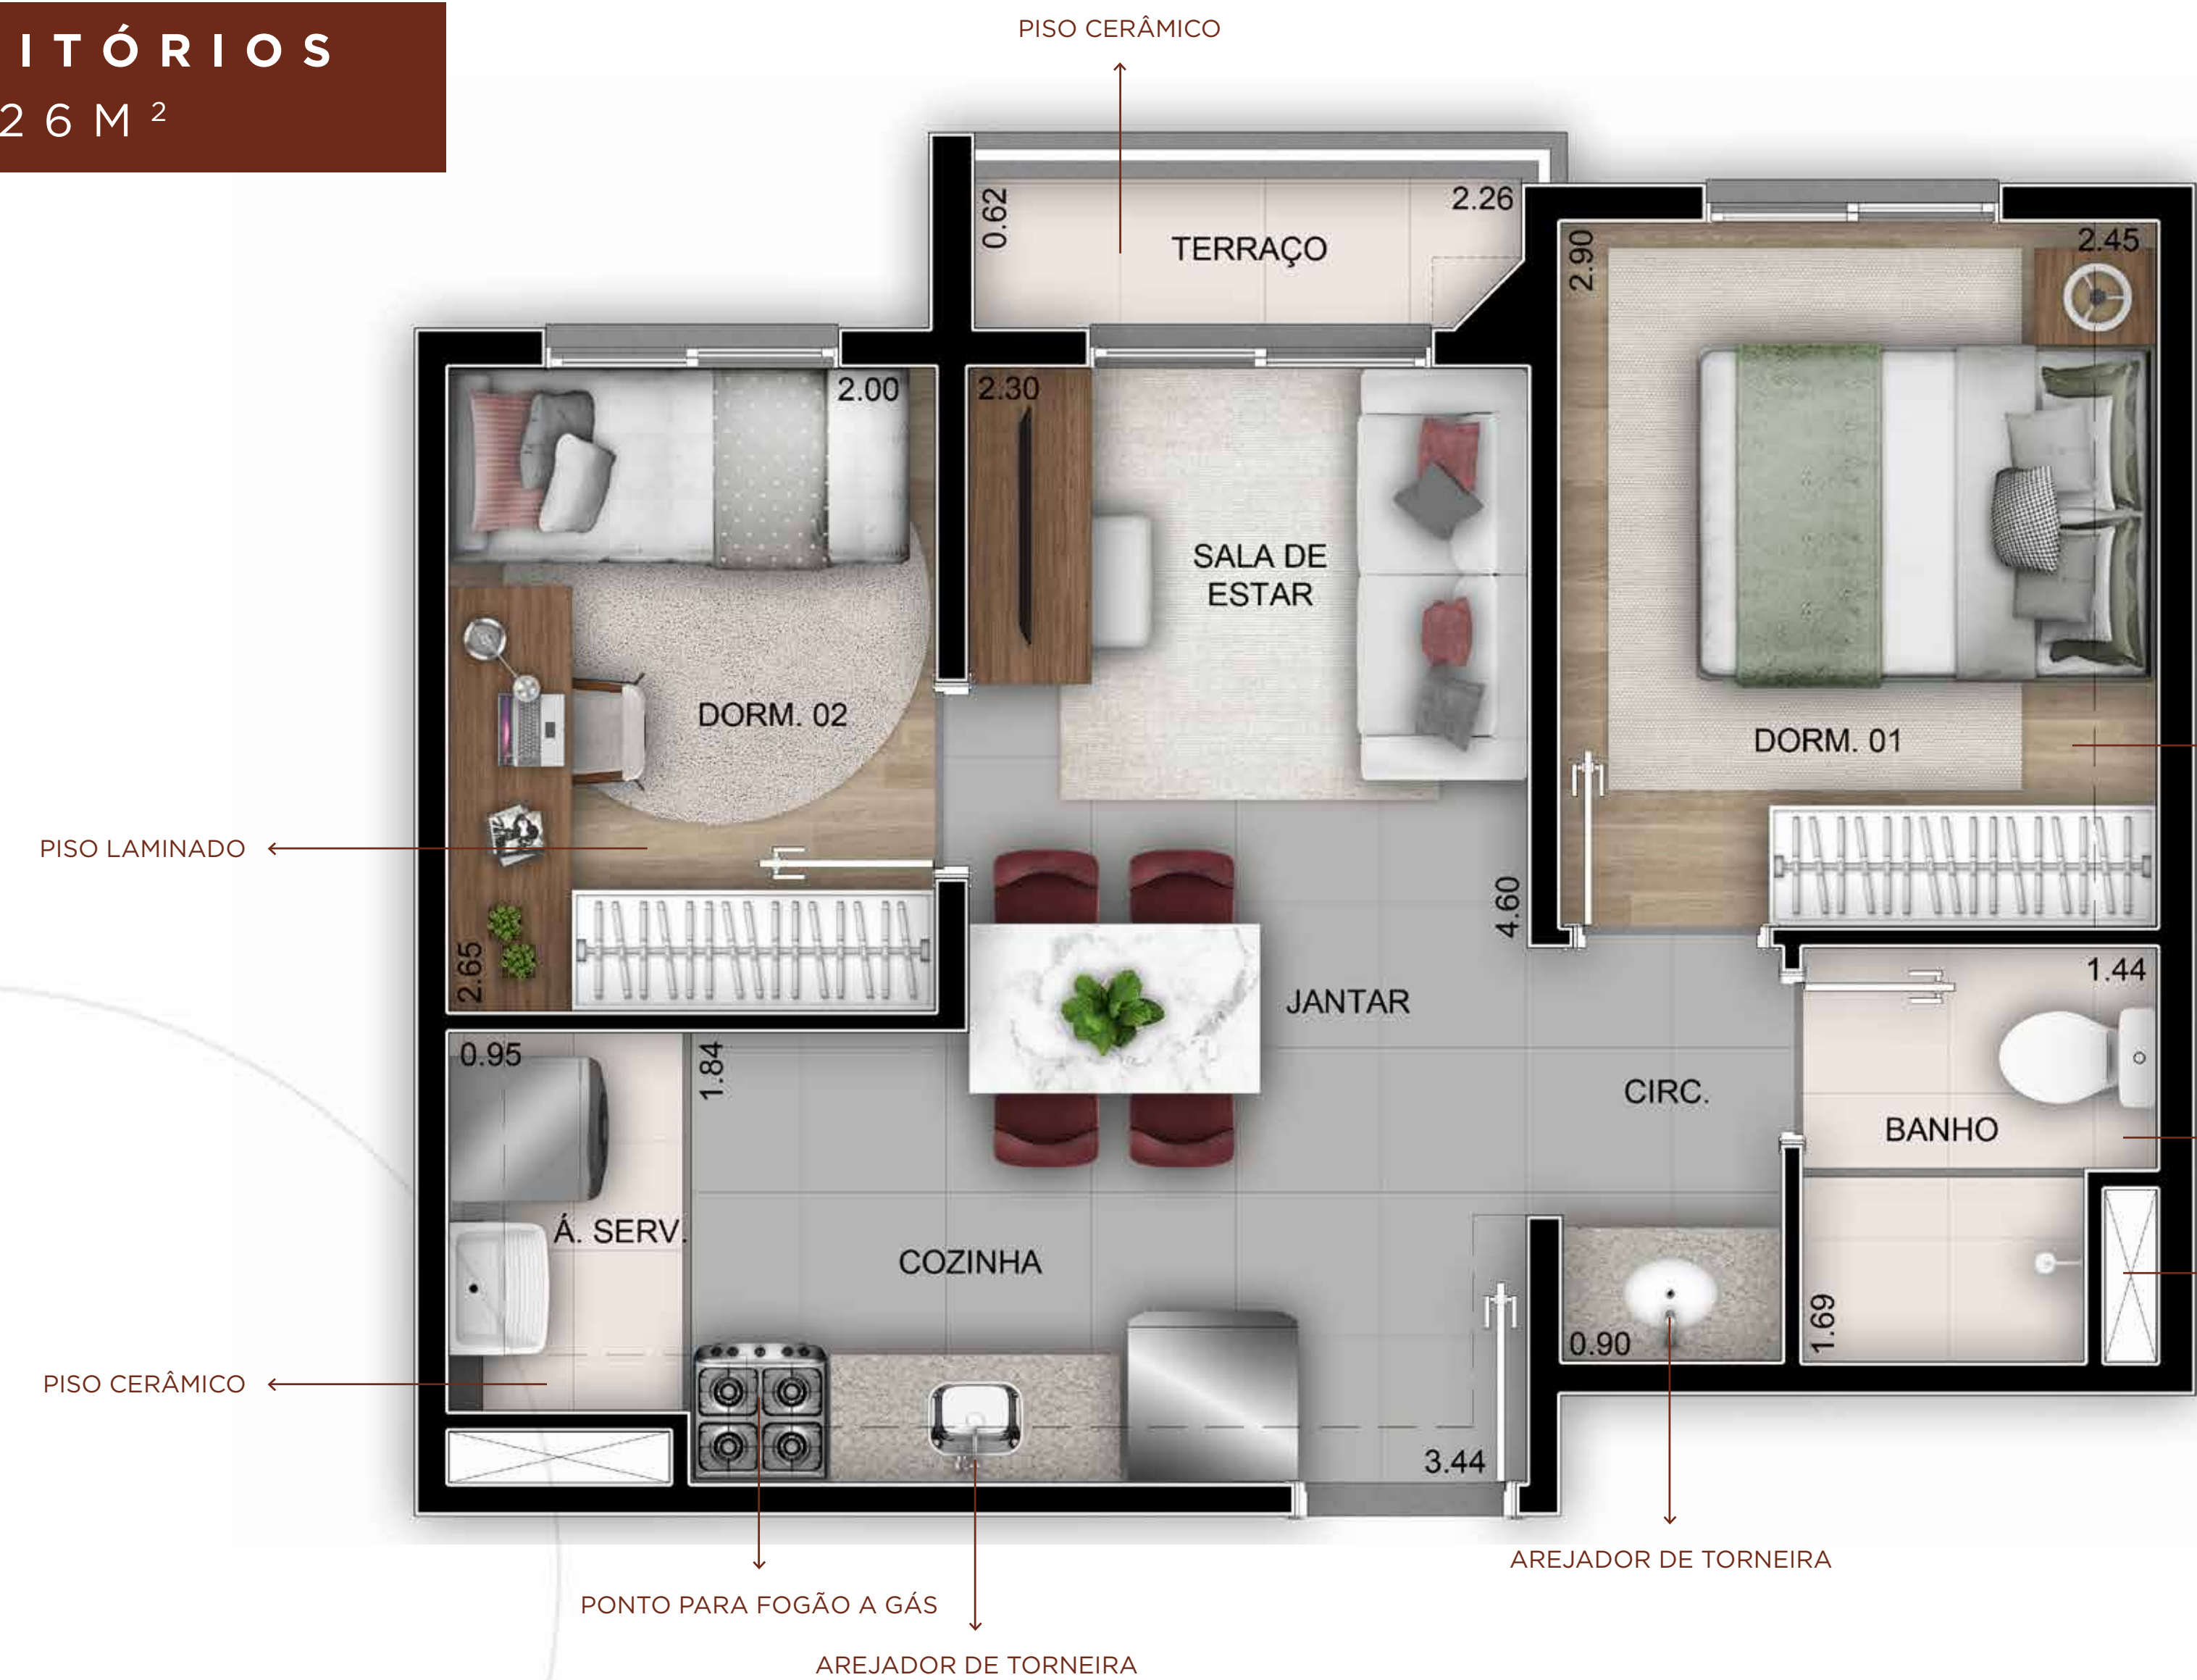 ITÓRIOS
26M²
PISO CERÂMICO
0.62
2.26
TERRAÇO
2.90
2.45
2.00
2.30
SALA DE
ESTAR
DORM. 02
DORM. 01
PISO LAMINADO
4.60
2.65
1.44
JANTAR
0.95
1.84
CIRC.
BANHO
Á. SERV.
COZINHA
1.69
0.90
PISO CERÂMICO
3.44
AREJADOR DE TORNEIRA
PONTO PARA FOGÃO A GÁS
AREJADOR DE TORNEIRA